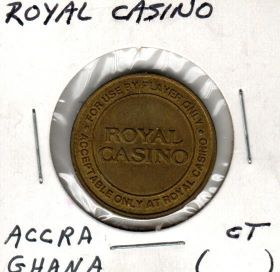 ROYAL CASINO
• FOR USE BY PLAYER ONLY •
ROYAL
CASINO
ACCEPTABLE ONLY AT ROYAL CASINO
ACCRA — CT
GHANA ( )